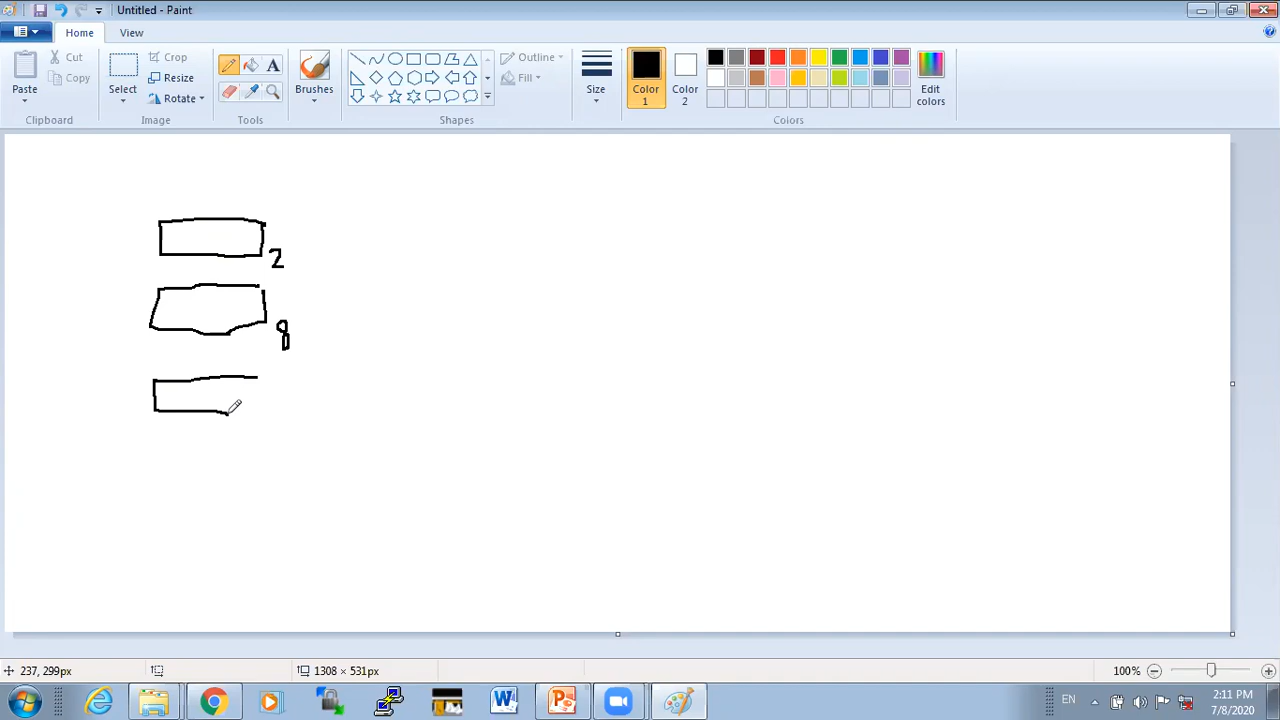 Untitled - Paint
Home View
Paste
Cut
Copy
Clipboard
Select
Crop
Resize
Rotate
Image
A
Tools
Brushes
Outline
Fill
Shapes
Size
Color 1
Color 2
Edit colors
Colors
2
8
237, 299px
1308 × 531px
100%
EN
2:11 PM
7/8/2020